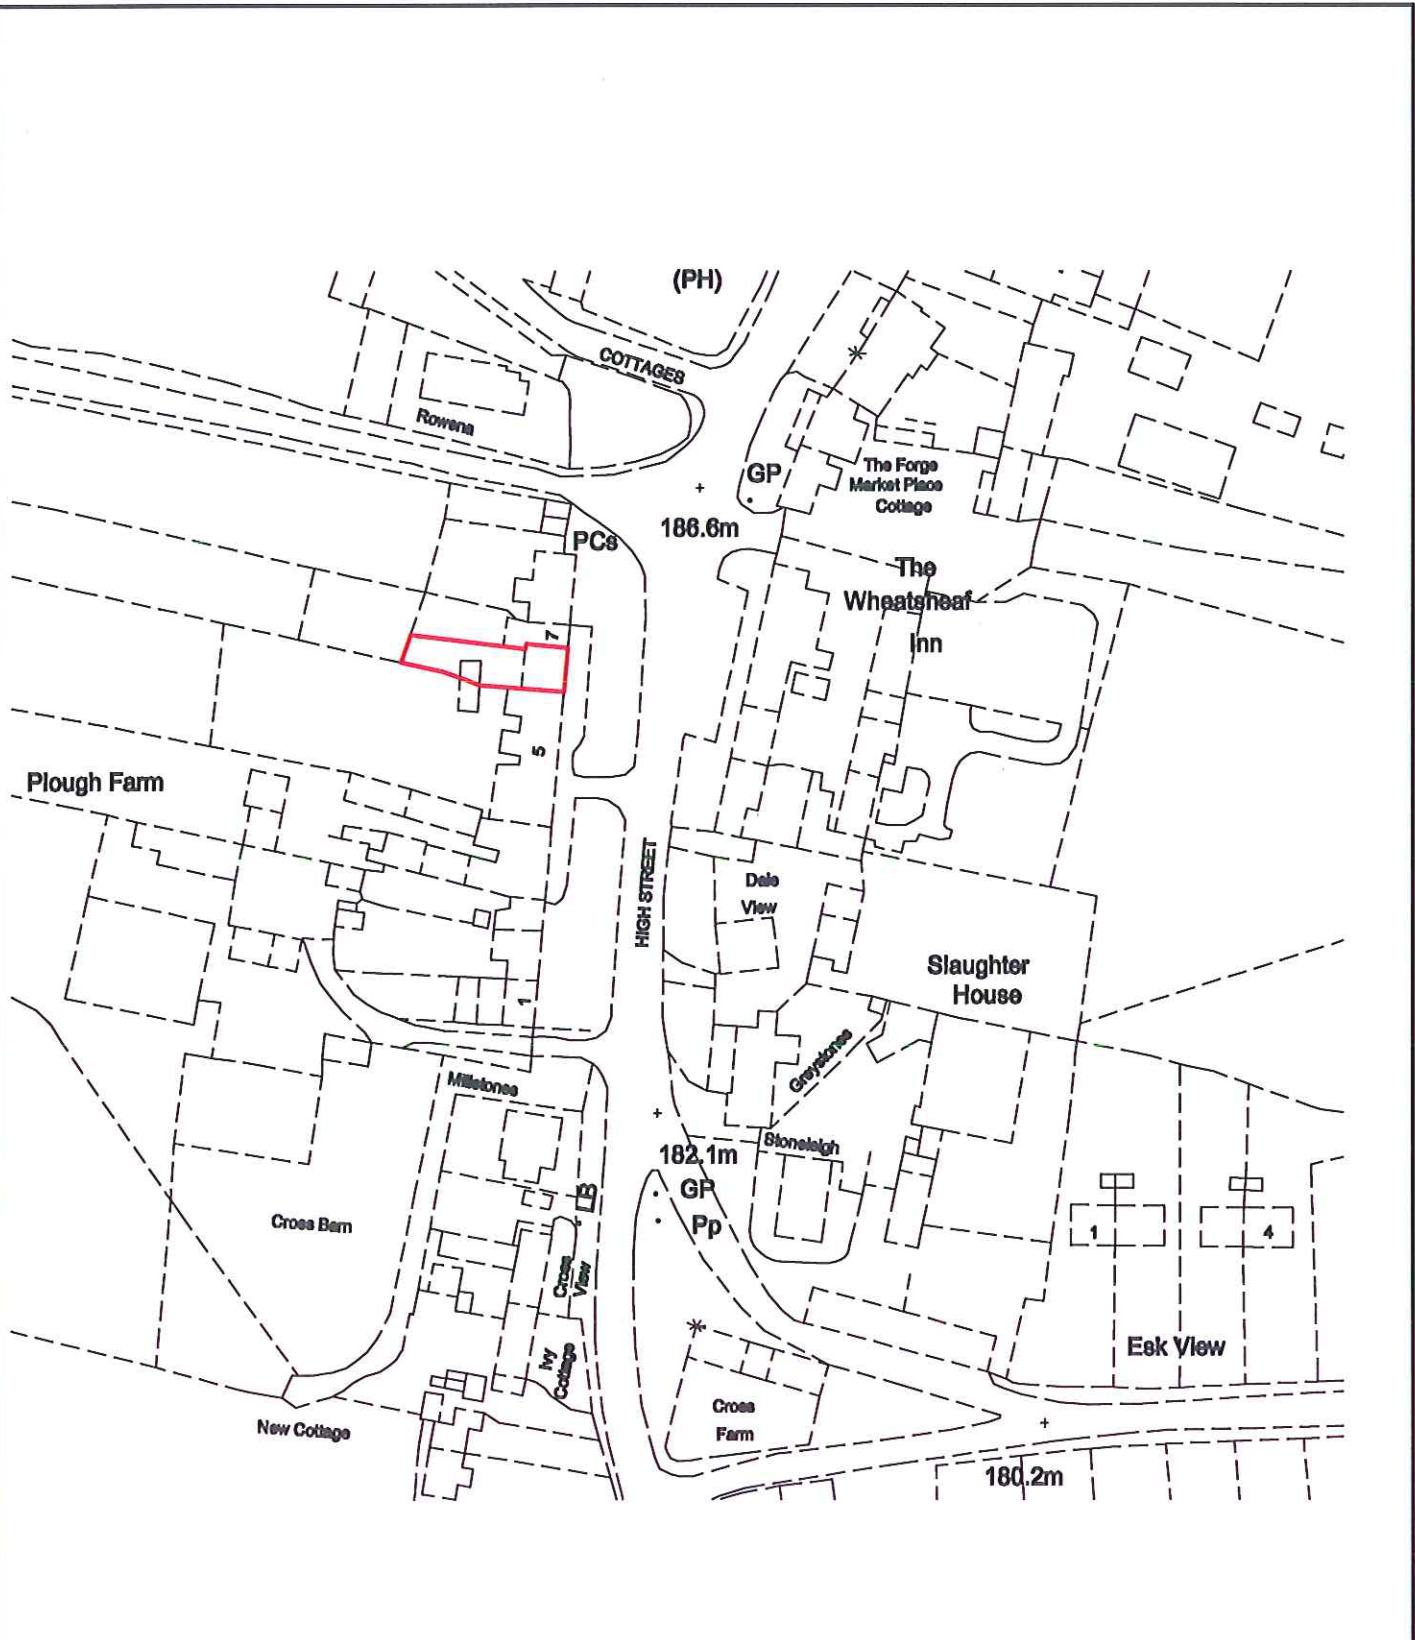 (PH)
COTTAGES
Rowena
GP
The Forge
Market Place
Cottage
186.6m
PCs
The
Wheatsheaf
Inn
7
5
Plough Farm
HIGH STREET
Dale
View
Slaughter
House
1
Greystones
Millstones
Stoneleigh
182.1m
GP
Pp
LB
Cross Barn
Cross
View
1
4
Ivy
Cottage
Esk View
Cross
Farm
New Cottage
180.2m